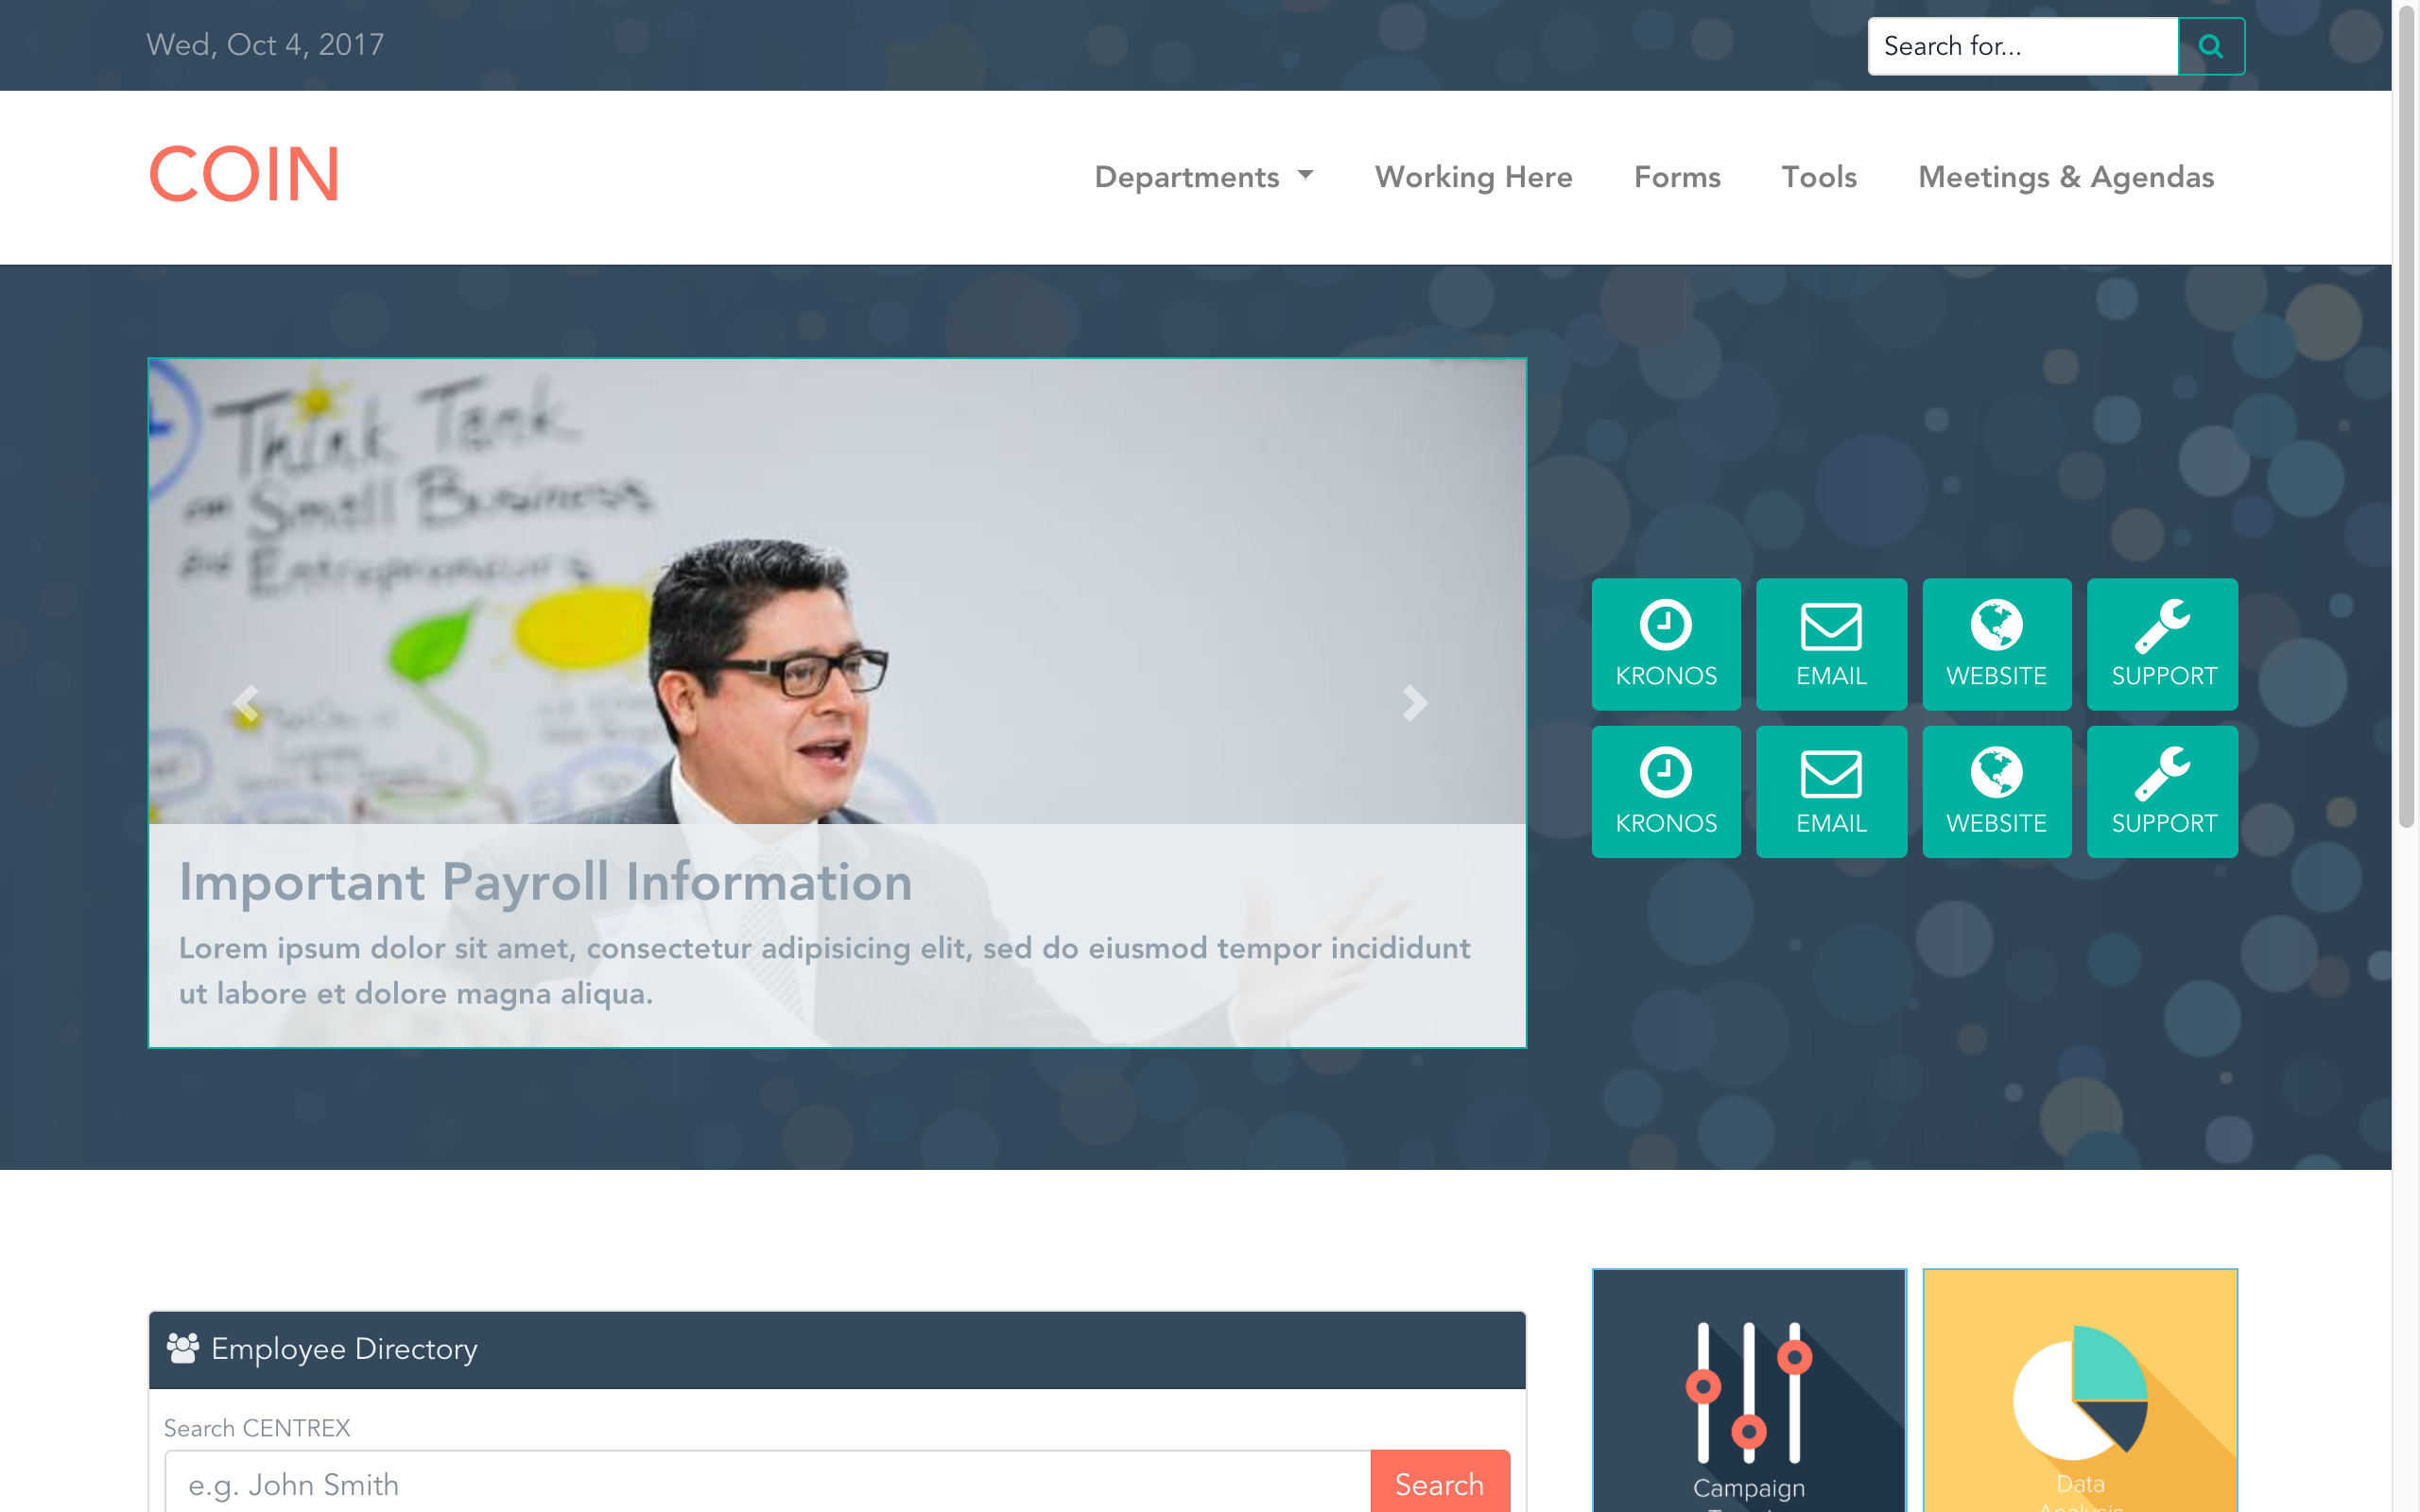 Wed, Oct 4, 2017
Search for...
COIN
Departments Working Here Forms Tools Meetings & Agendas
Think Tank
on Small Business
and Entrepreneurs
KRONOS EMAIL WEBSITE SUPPORT
KRONOS EMAIL WEBSITE SUPPORT
Important Payroll Information
Lorem ipsum dolor sit amet, consectetur adipisicing elit, sed do eiusmod tempor incididunt
ut labore et dolore magna aliqua.
Employee Directory
Search CENTREX
e.g. John Smith
Search
Campaign
Data
Analysis